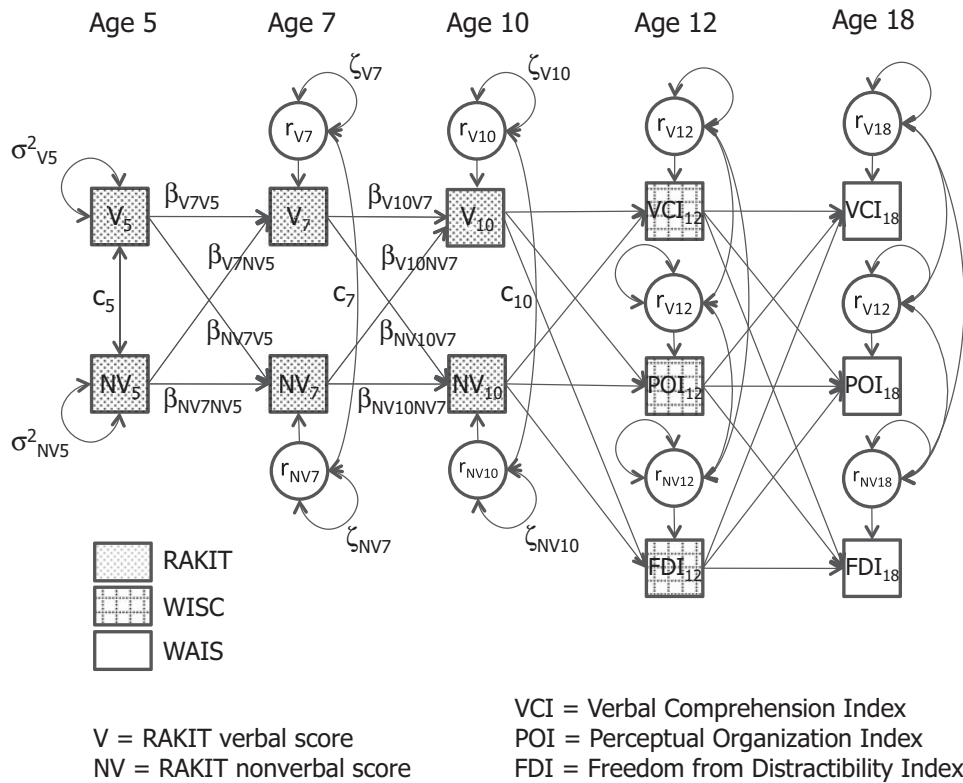 Age 5 Age 7 Age 10 Age 12 Age 18
ζV7 ζV10
rV7 rV10 rV12 rV18
σ²V5
βV7V5 βV10V7
V5 V7 V10 VCI12 VCI18
βV7NV5 βV10NV7
c5 c7 c10 rV12 rV12
βNV7V5 βNV10V7
NV5 NV7 NV10 POI12 POI18
βNV7NV5 βNV10NV7
σ²NV5
rNV7 rNV10 rNV12 rNV18
ζNV7 ζNV10
RAKIT FDI12 FDI18
WISC
WAIS
VCI = Verbal Comprehension Index
V = RAKIT verbal score POI = Perceptual Organization Index
NV = RAKIT nonverbal score FDI = Freedom from Distractibility Index